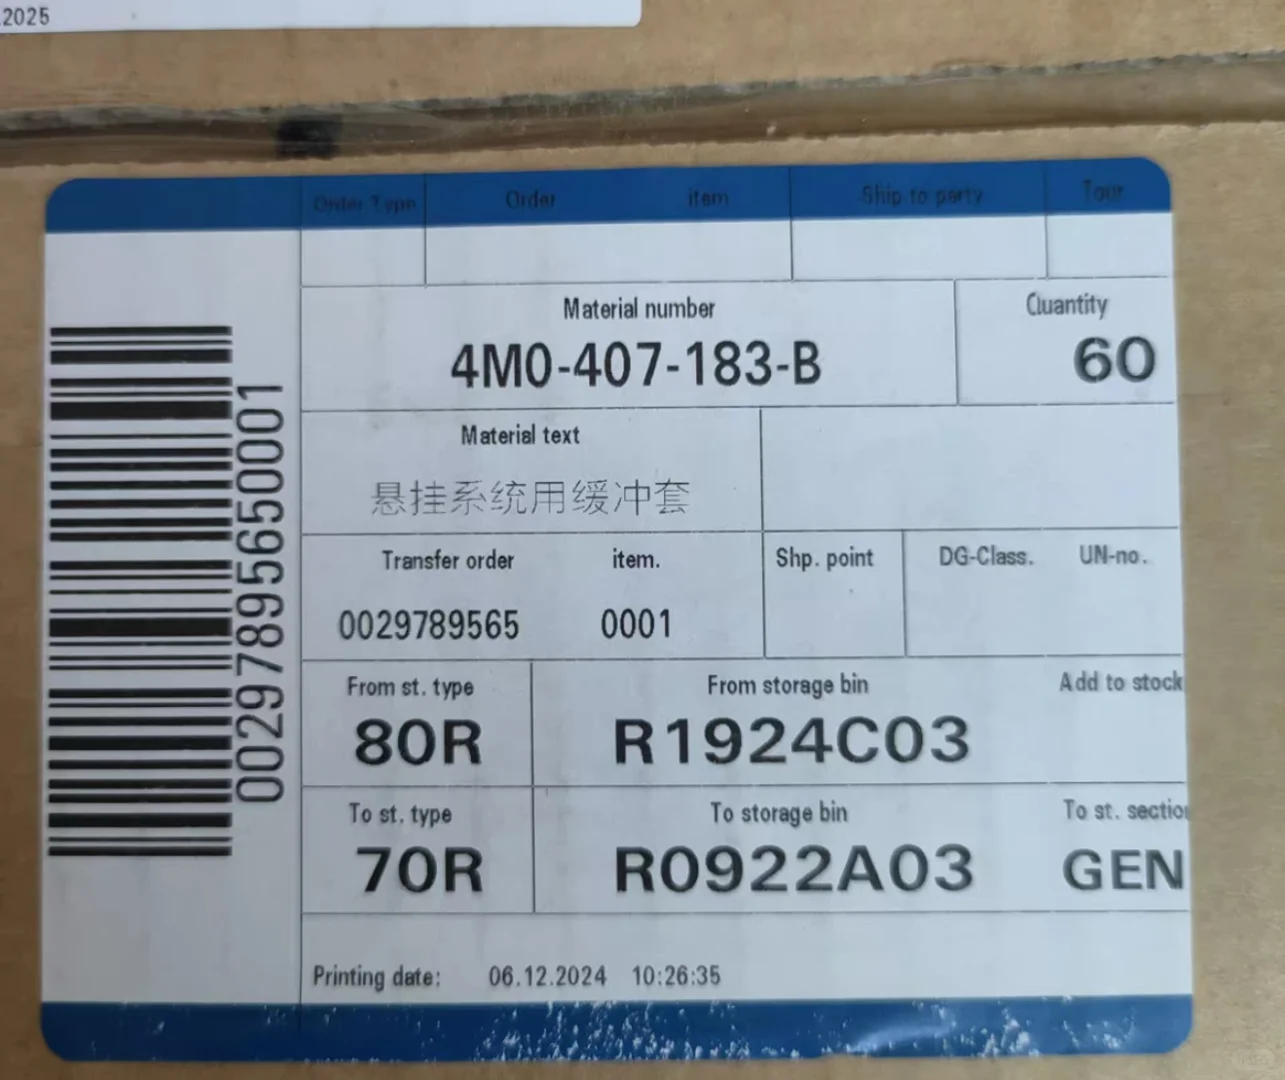 .2025
Order Type Order item Ship to party Tour
Material number Quantity
4M0-407-183-B 60
Material text
悬挂系统用缓冲套
Transfer order item. Shp. point DG-Class. UN-no.
0029789565 0001
From st. type From storage bin Add to stock
80R R1924C03
To st. type To storage bin To st. sectio
70R R0922A03 GEN
Printing date: 06.12.2024 10:26:35
00297895650001